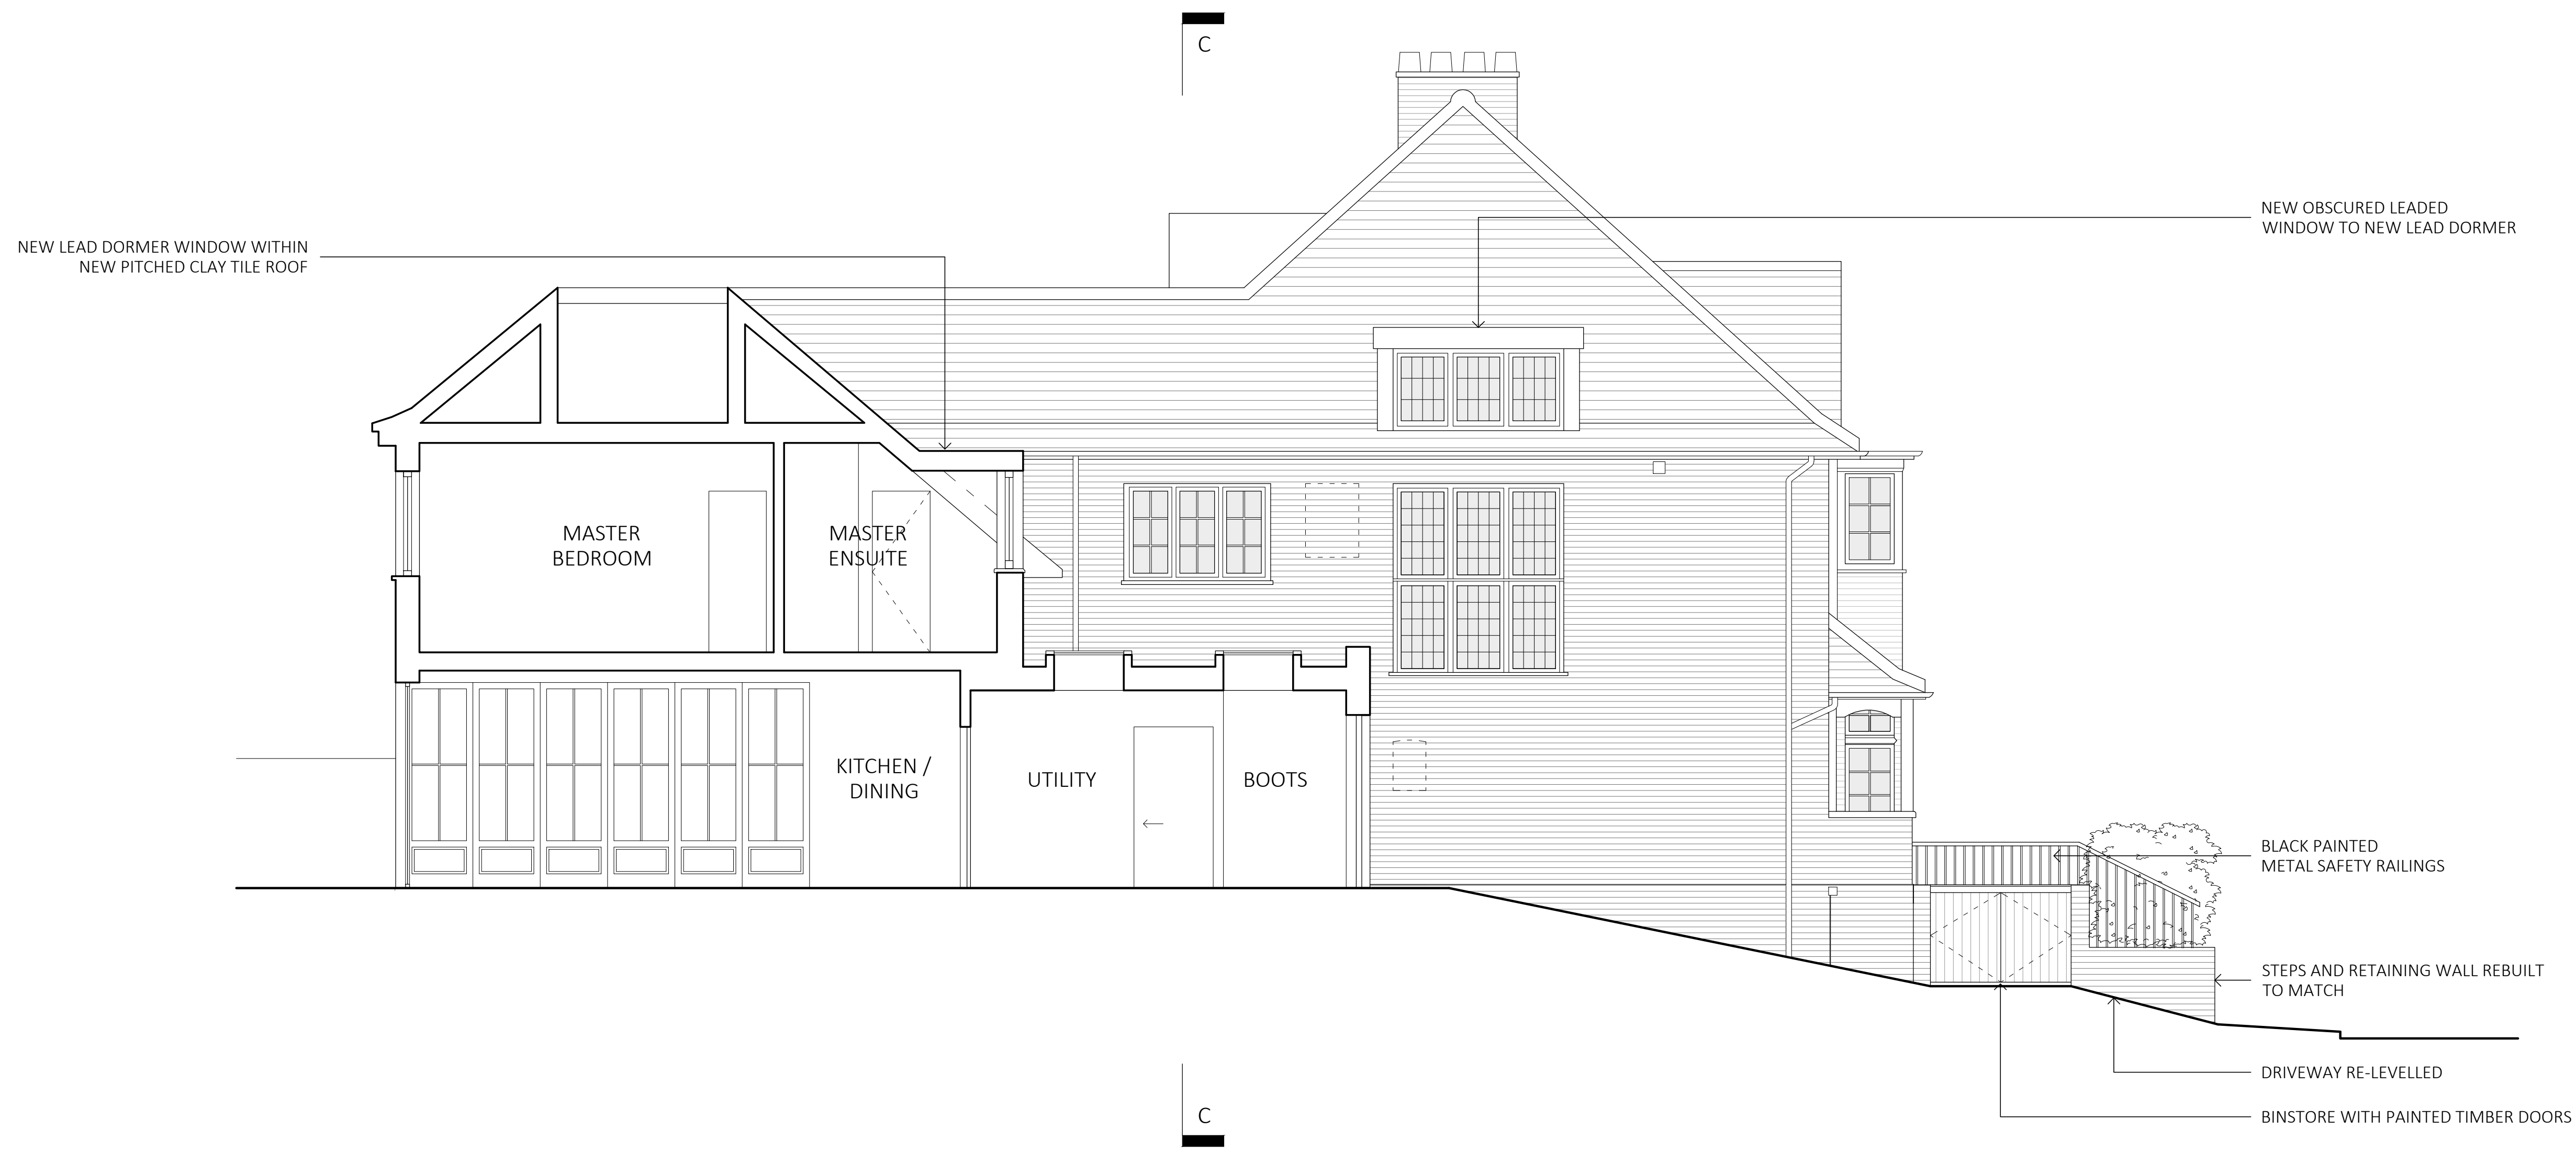 C
NEW LEAD DORMER WINDOW WITHIN
NEW PITCHED CLAY TILE ROOF
NEW OBSCURED LEADED
WINDOW TO NEW LEAD DORMER
MASTER
BEDROOM
MASTER
ENSUITE
KITCHEN /
DINING
UTILITY
BOOTS
BLACK PAINTED
METAL SAFETY RAILINGS
STEPS AND RETAINING WALL REBUILT
TO MATCH
DRIVEWAY RE-LEVELLED
BINSTORE WITH PAINTED TIMBER DOORS
C